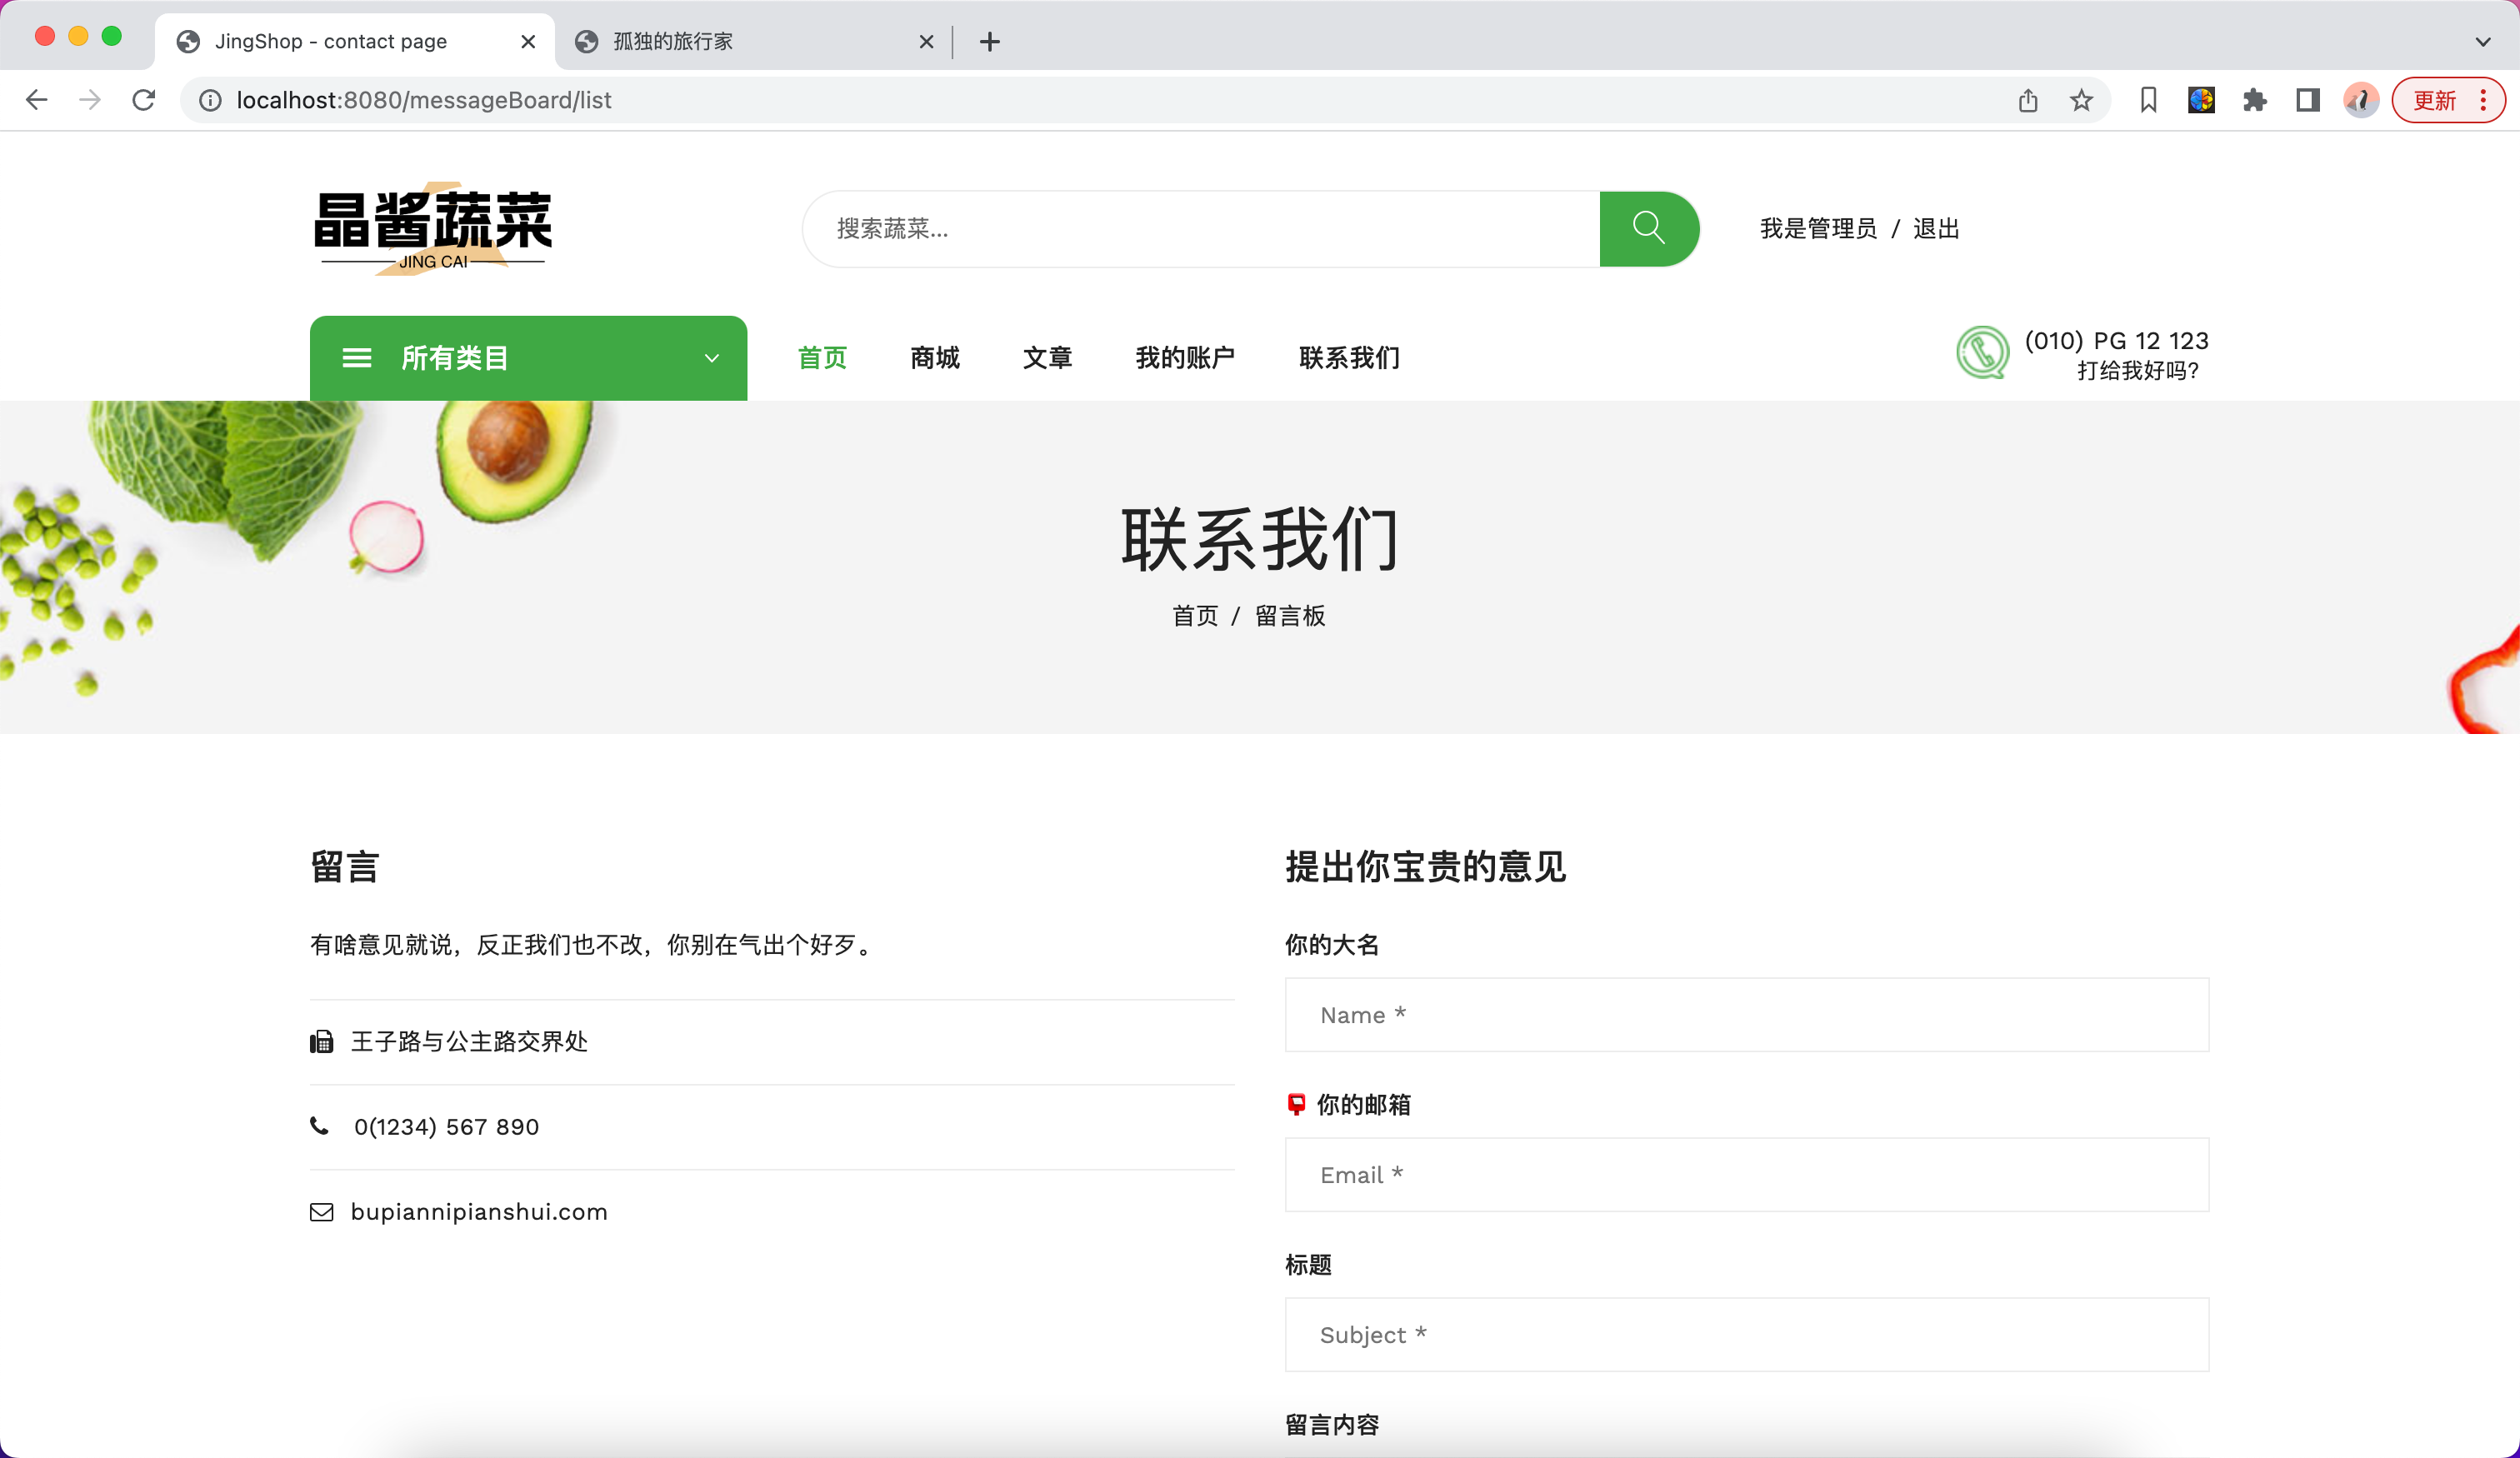 JingShop - contact page
孤独的旅行家
localhost:8080/messageBoard/list
更新
晶酱蔬菜
JING CAI
搜索蔬菜...
我是管理员 / 退出
所有类目
首页
商城
文章
我的账户
联系我们
(010) PG 12 123
打给我好吗?
联系我们
首页 / 留言板
留言
有啥意见就说，反正我们也不改，你别在气出个好歹。
王子路与公主路交界处
0(1234) 567 890
bupiannipianshui.com
提出你宝贵的意见
你的大名
Name *
你的邮箱
Email *
标题
Subject *
留言内容